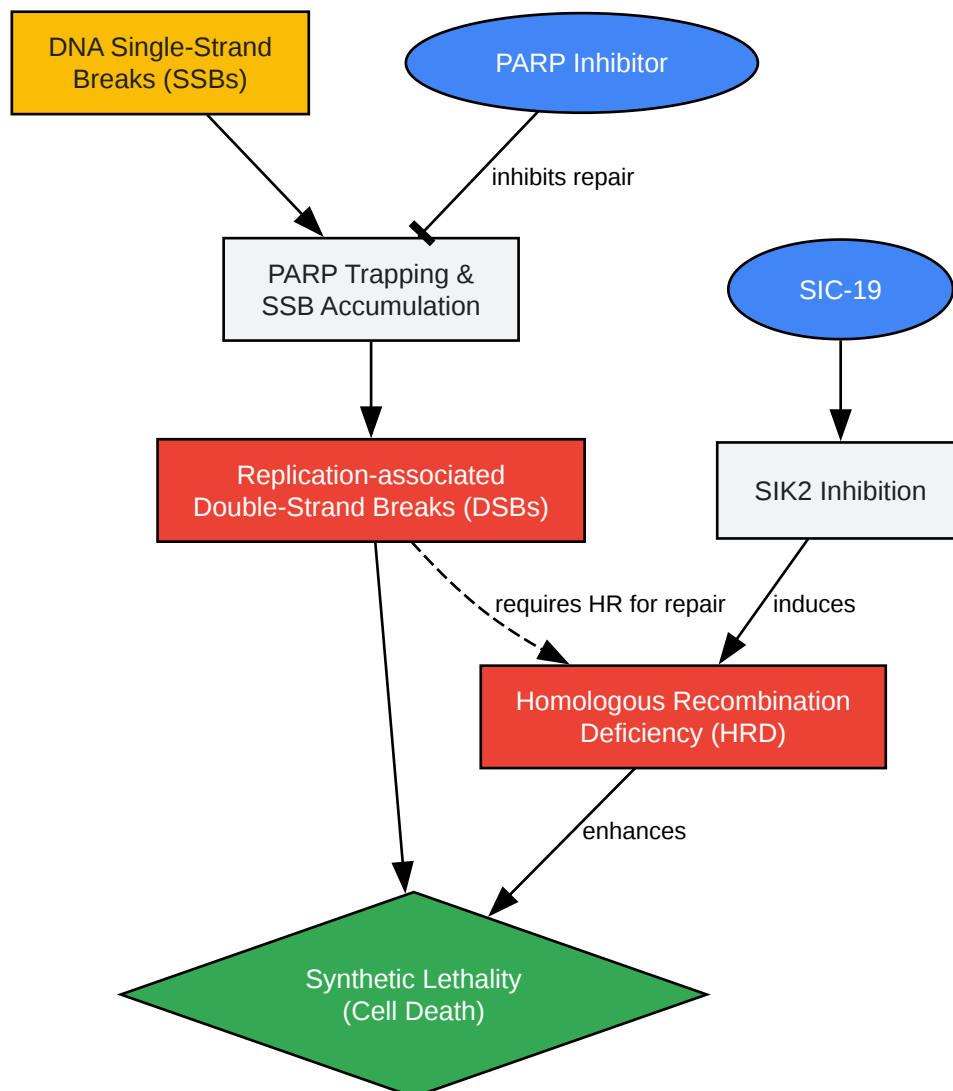 DNA Single-Strand
Breaks (SSBs)
PARP Inhibitor
inhibits repair
PARP Trapping &
SSB Accumulation
SIC-19
Replication-associated
Double-Strand Breaks (DSBs)
SIK2 Inhibition
requires HR for repair
induces
Homologous Recombination
Deficiency (HRD)
enhances
Synthetic Lethality
(Cell Death)